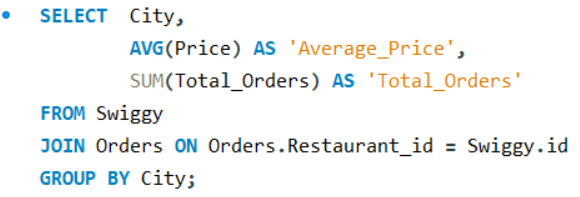 SELECT City,
AVG(Price) AS 'Average_Price',
SUM(Total_Orders) AS 'Total_Orders'
FROM Swiggy
JOIN Orders ON Orders.Restaurant_id = Swiggy.id
GROUP BY City;